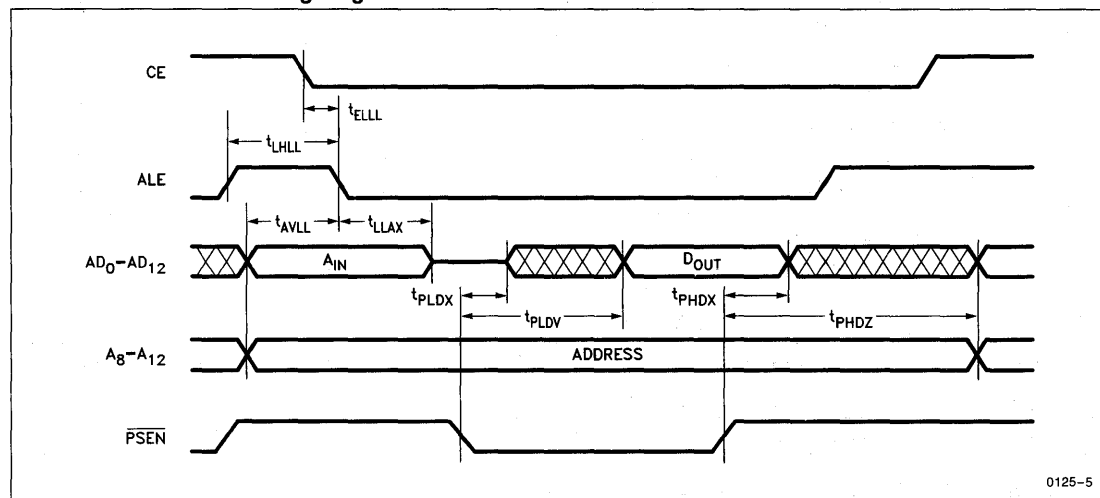 CE
tELLL
tLHLL
ALE
tAVLL
tLLAX
AD0–AD12
AIN
DOUT
tPLDX
tPHDX
tPLDV
tPHDZ
A8–A12
ADDRESS
PSEN
0125-5